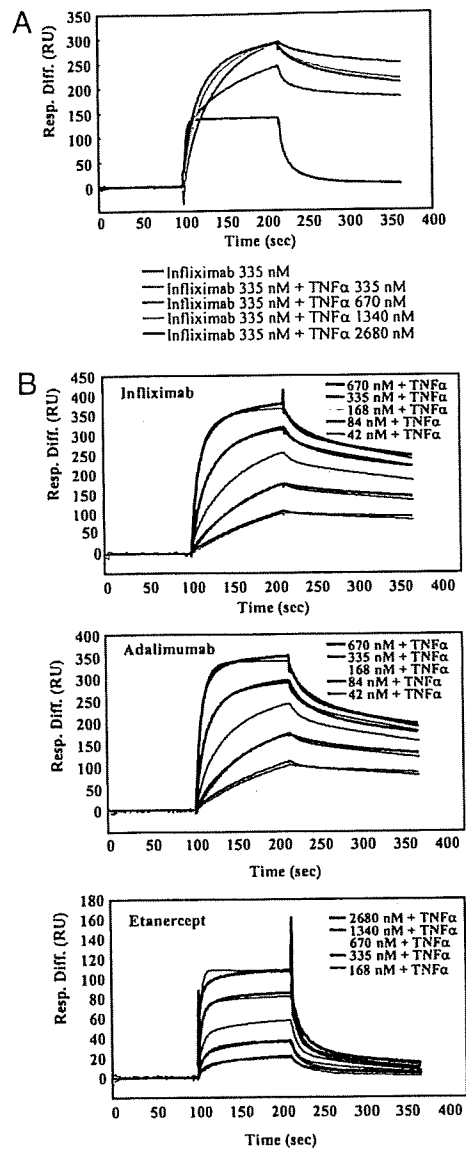 A
Resp. Diff. (RU)
350
300
250
200
150
100
50
0
0 50 100 150 200 250 300 350 400
Time (sec)
Infliximab 335 nM
Infliximab 335 nM + TNFα 335 nM
Infliximab 335 nM + TNFα 670 nM
Infliximab 335 nM + TNFα 1340 nM
Infliximab 335 nM + TNFα 2680 nM
B
Resp. Diff. (RU)
450
400
350
300
250
200
150
100
50
0
Infliximab
670 nM + TNFα
335 nM + TNFα
168 nM + TNFα
84 nM + TNFα
42 nM + TNFα
0 50 100 150 200 250 300 350 400
Time (sec)
Resp. Diff. (RU)
400
350
300
250
200
150
100
50
0
Adalimumab
670 nM + TNFα
335 nM + TNFα
168 nM + TNFα
84 nM + TNFα
42 nM + TNFα
0 50 100 150 200 250 300 350 400
Time (sec)
Resp. Diff. (RU)
180
160
140
120
100
80
60
40
20
0
Etanercept
2680 nM + TNFα
1340 nM + TNFα
670 nM + TNFα
335 nM + TNFα
168 nM + TNFα
0 50 100 150 200 250 300 350 400
Time (sec)